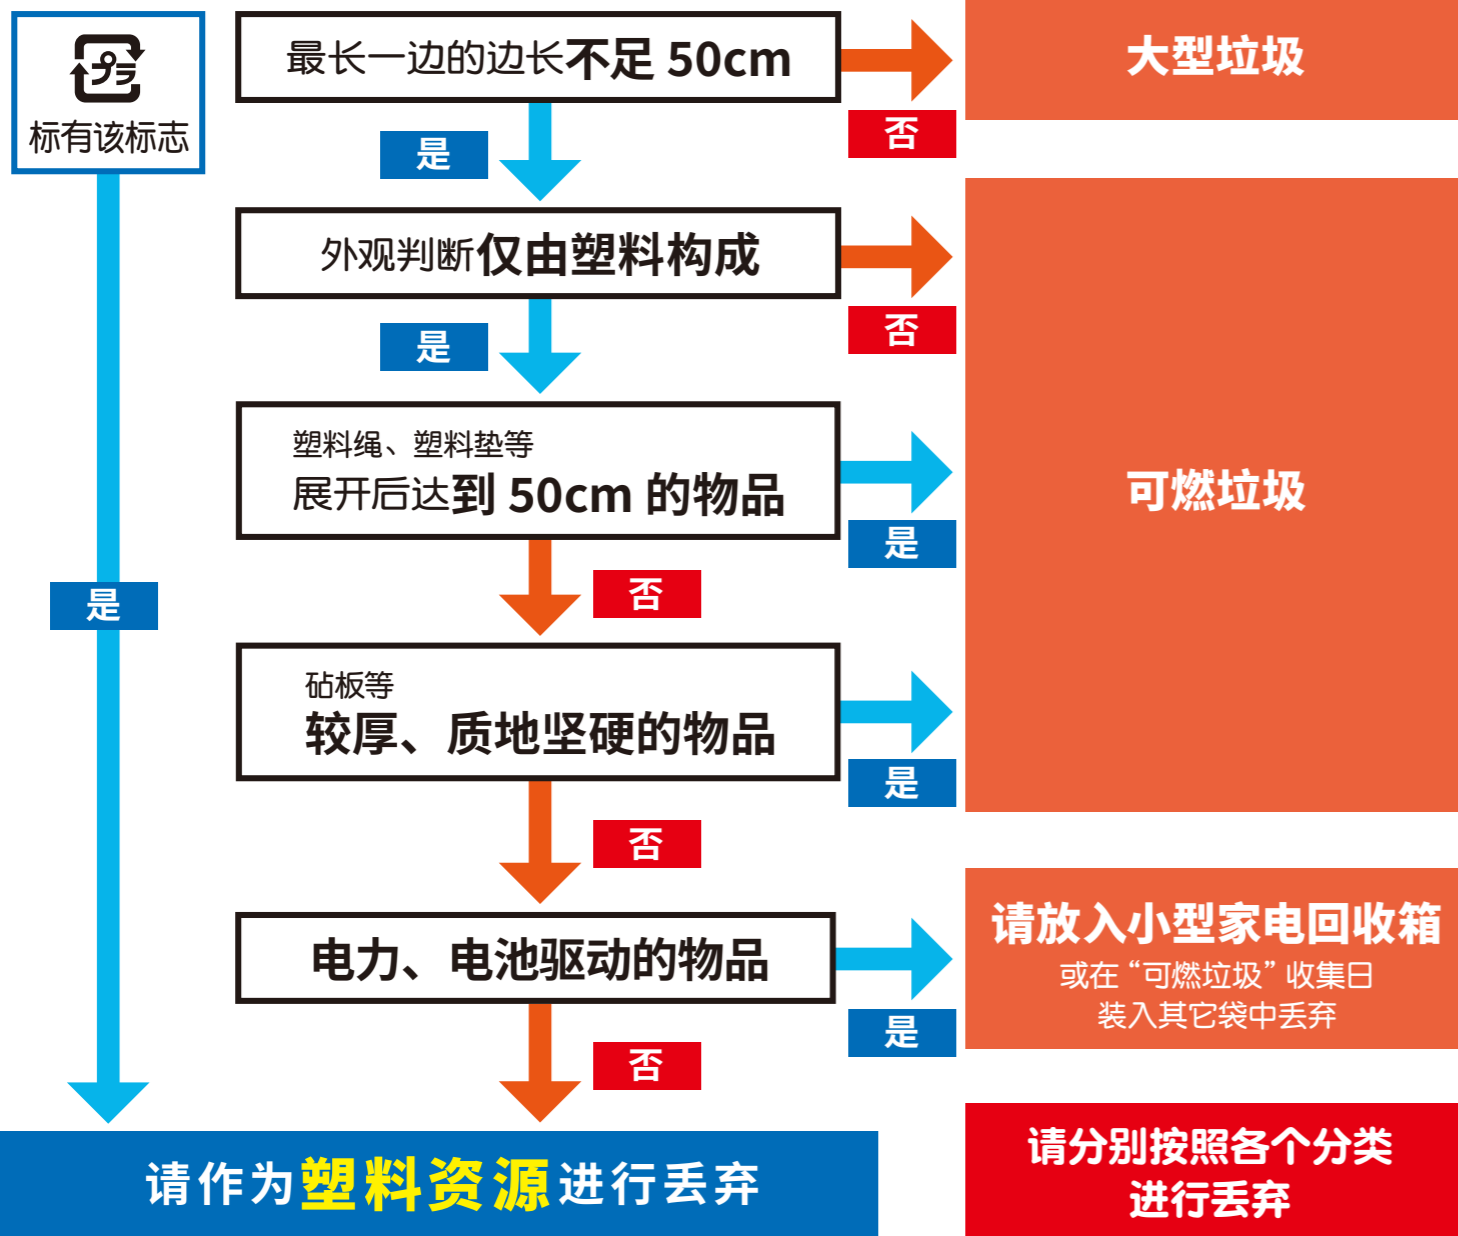 プラ
标有该标志
是
最长一边的边长不足 50cm
否
大型垃圾
是
外观判断仅由塑料构成
否
是
塑料绳、塑料垫等
展开后达到 50cm 的物品
是
可燃垃圾
否
砧板等
较厚、质地坚硬的物品
是
否
电力、电池驱动的物品
是
请放入小型家电回收箱
或在“可燃垃圾”收集日
装入其它袋中丢弃
否
请作为塑料资源进行丢弃
请分别按照各个分类
进行丢弃